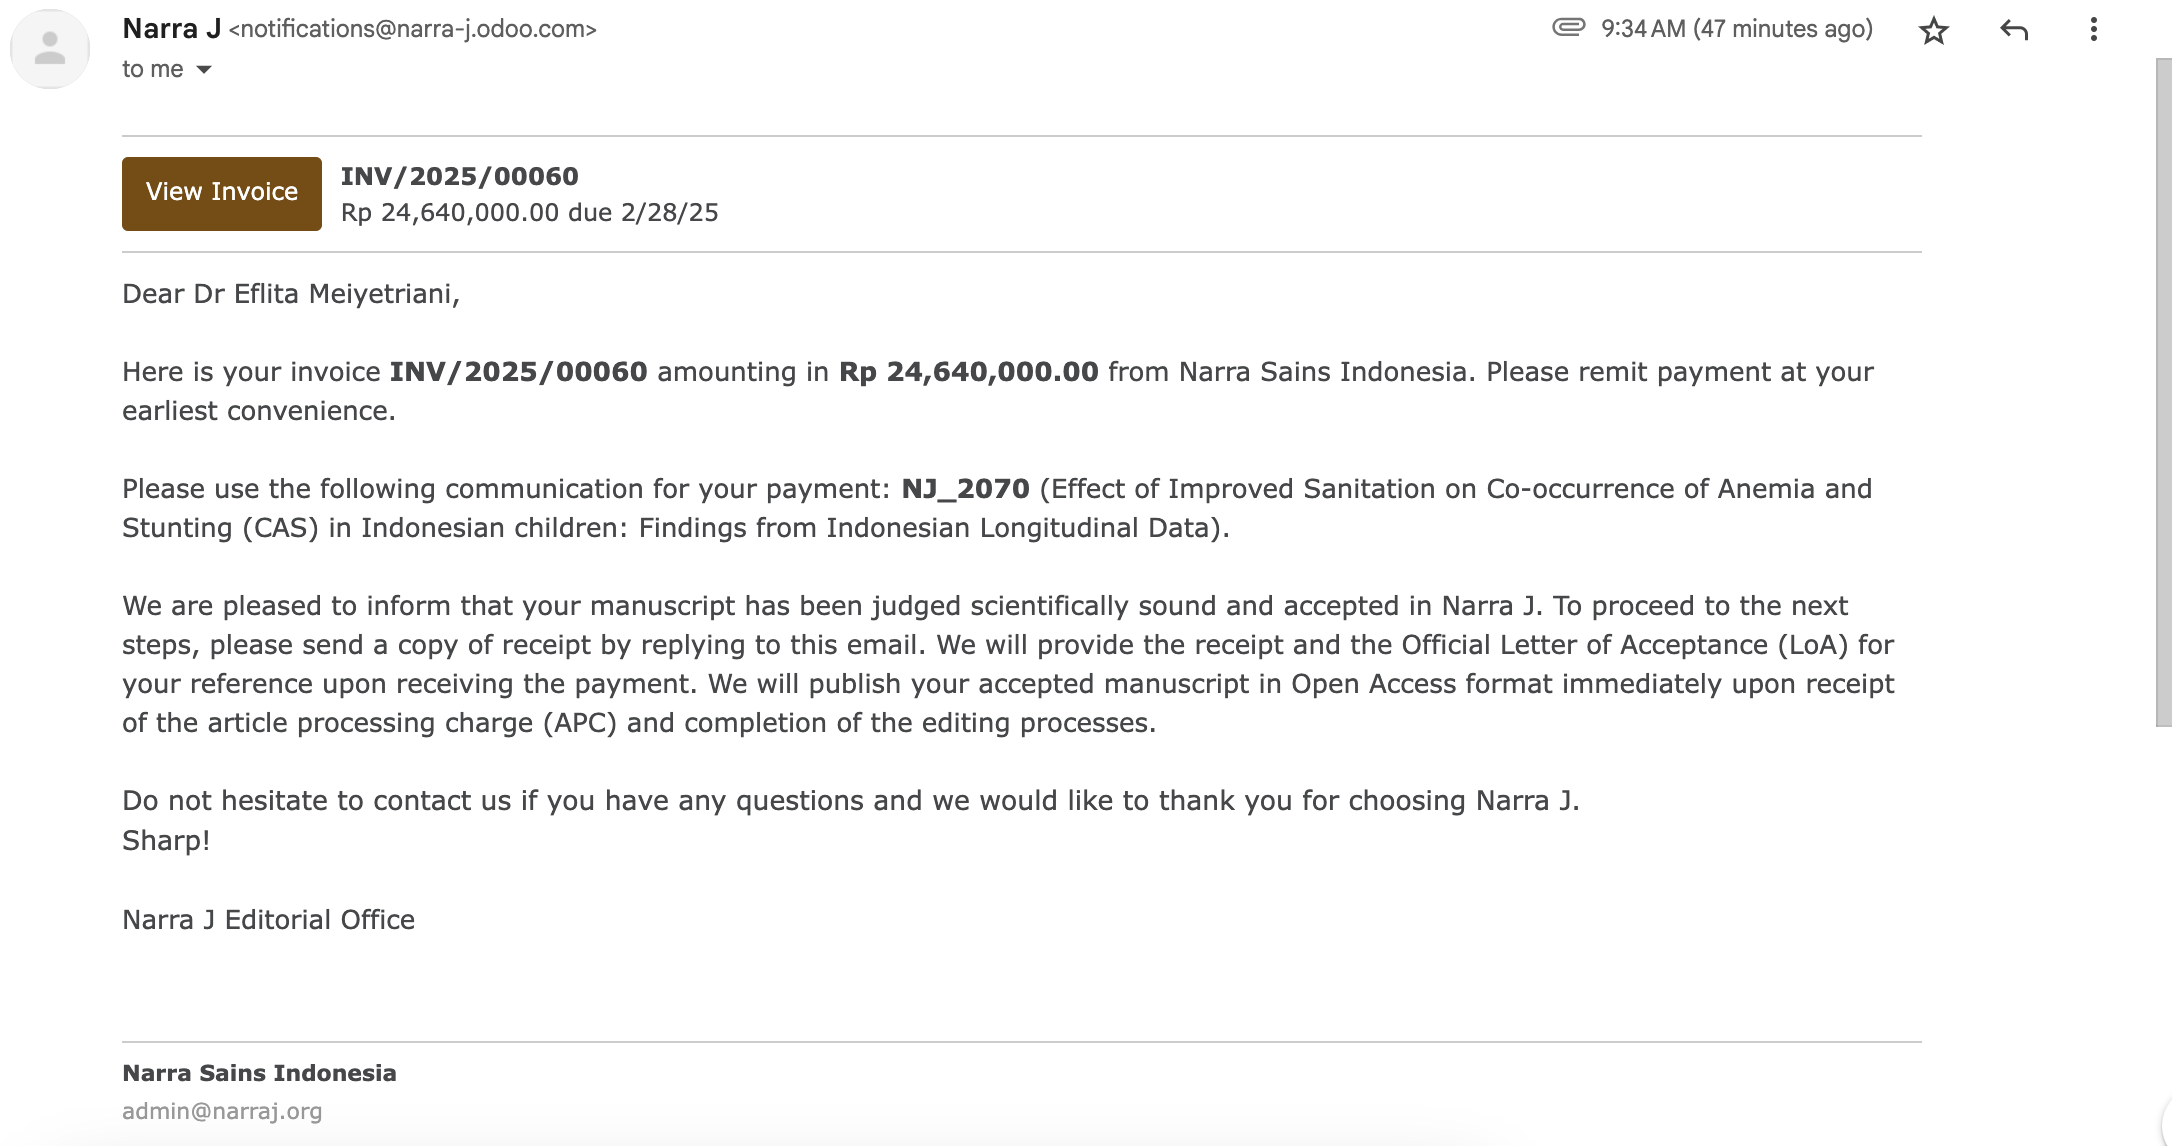 Narra J <notifications@narra-j.odoo.com>
9:34 AM (47 minutes ago)
to me
View Invoice
INV/2025/00060
Rp 24,640,000.00 due 2/28/25
Dear Dr Eflita Meiyetriani,
Here is your invoice INV/2025/00060 amounting in Rp 24,640,000.00 from Narra Sains Indonesia. Please remit payment at your
earliest convenience.
Please use the following communication for your payment: NJ_2070 (Effect of Improved Sanitation on Co-occurrence of Anemia and
Stunting (CAS) in Indonesian children: Findings from Indonesian Longitudinal Data).
We are pleased to inform that your manuscript has been judged scientifically sound and accepted in Narra J. To proceed to the next
steps, please send a copy of receipt by replying to this email. We will provide the receipt and the Official Letter of Acceptance (LoA) for
your reference upon receiving the payment. We will publish your accepted manuscript in Open Access format immediately upon receipt
of the article processing charge (APC) and completion of the editing processes.
Do not hesitate to contact us if you have any questions and we would like to thank you for choosing Narra J.
Sharp!
Narra J Editorial Office
Narra Sains Indonesia
admin@narraj.org